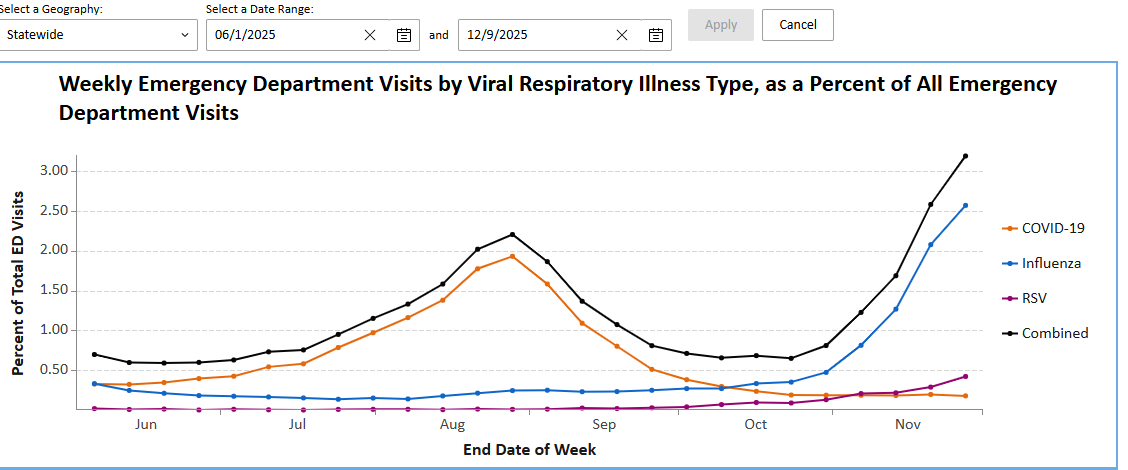 Select a Geography:
Select a Date Range:
Statewide
06/1/2025
and
12/9/2025
Apply
Cancel
Weekly Emergency Department Visits by Viral Respiratory Illness Type, as a Percent of All Emergency
Department Visits
Percent of Total ED Visits
3.00
2.50
2.00
1.50
1.00
0.50
Jun
Jul
Aug
Sep
Oct
Nov
End Date of Week
COVID-19
Influenza
RSV
Combined